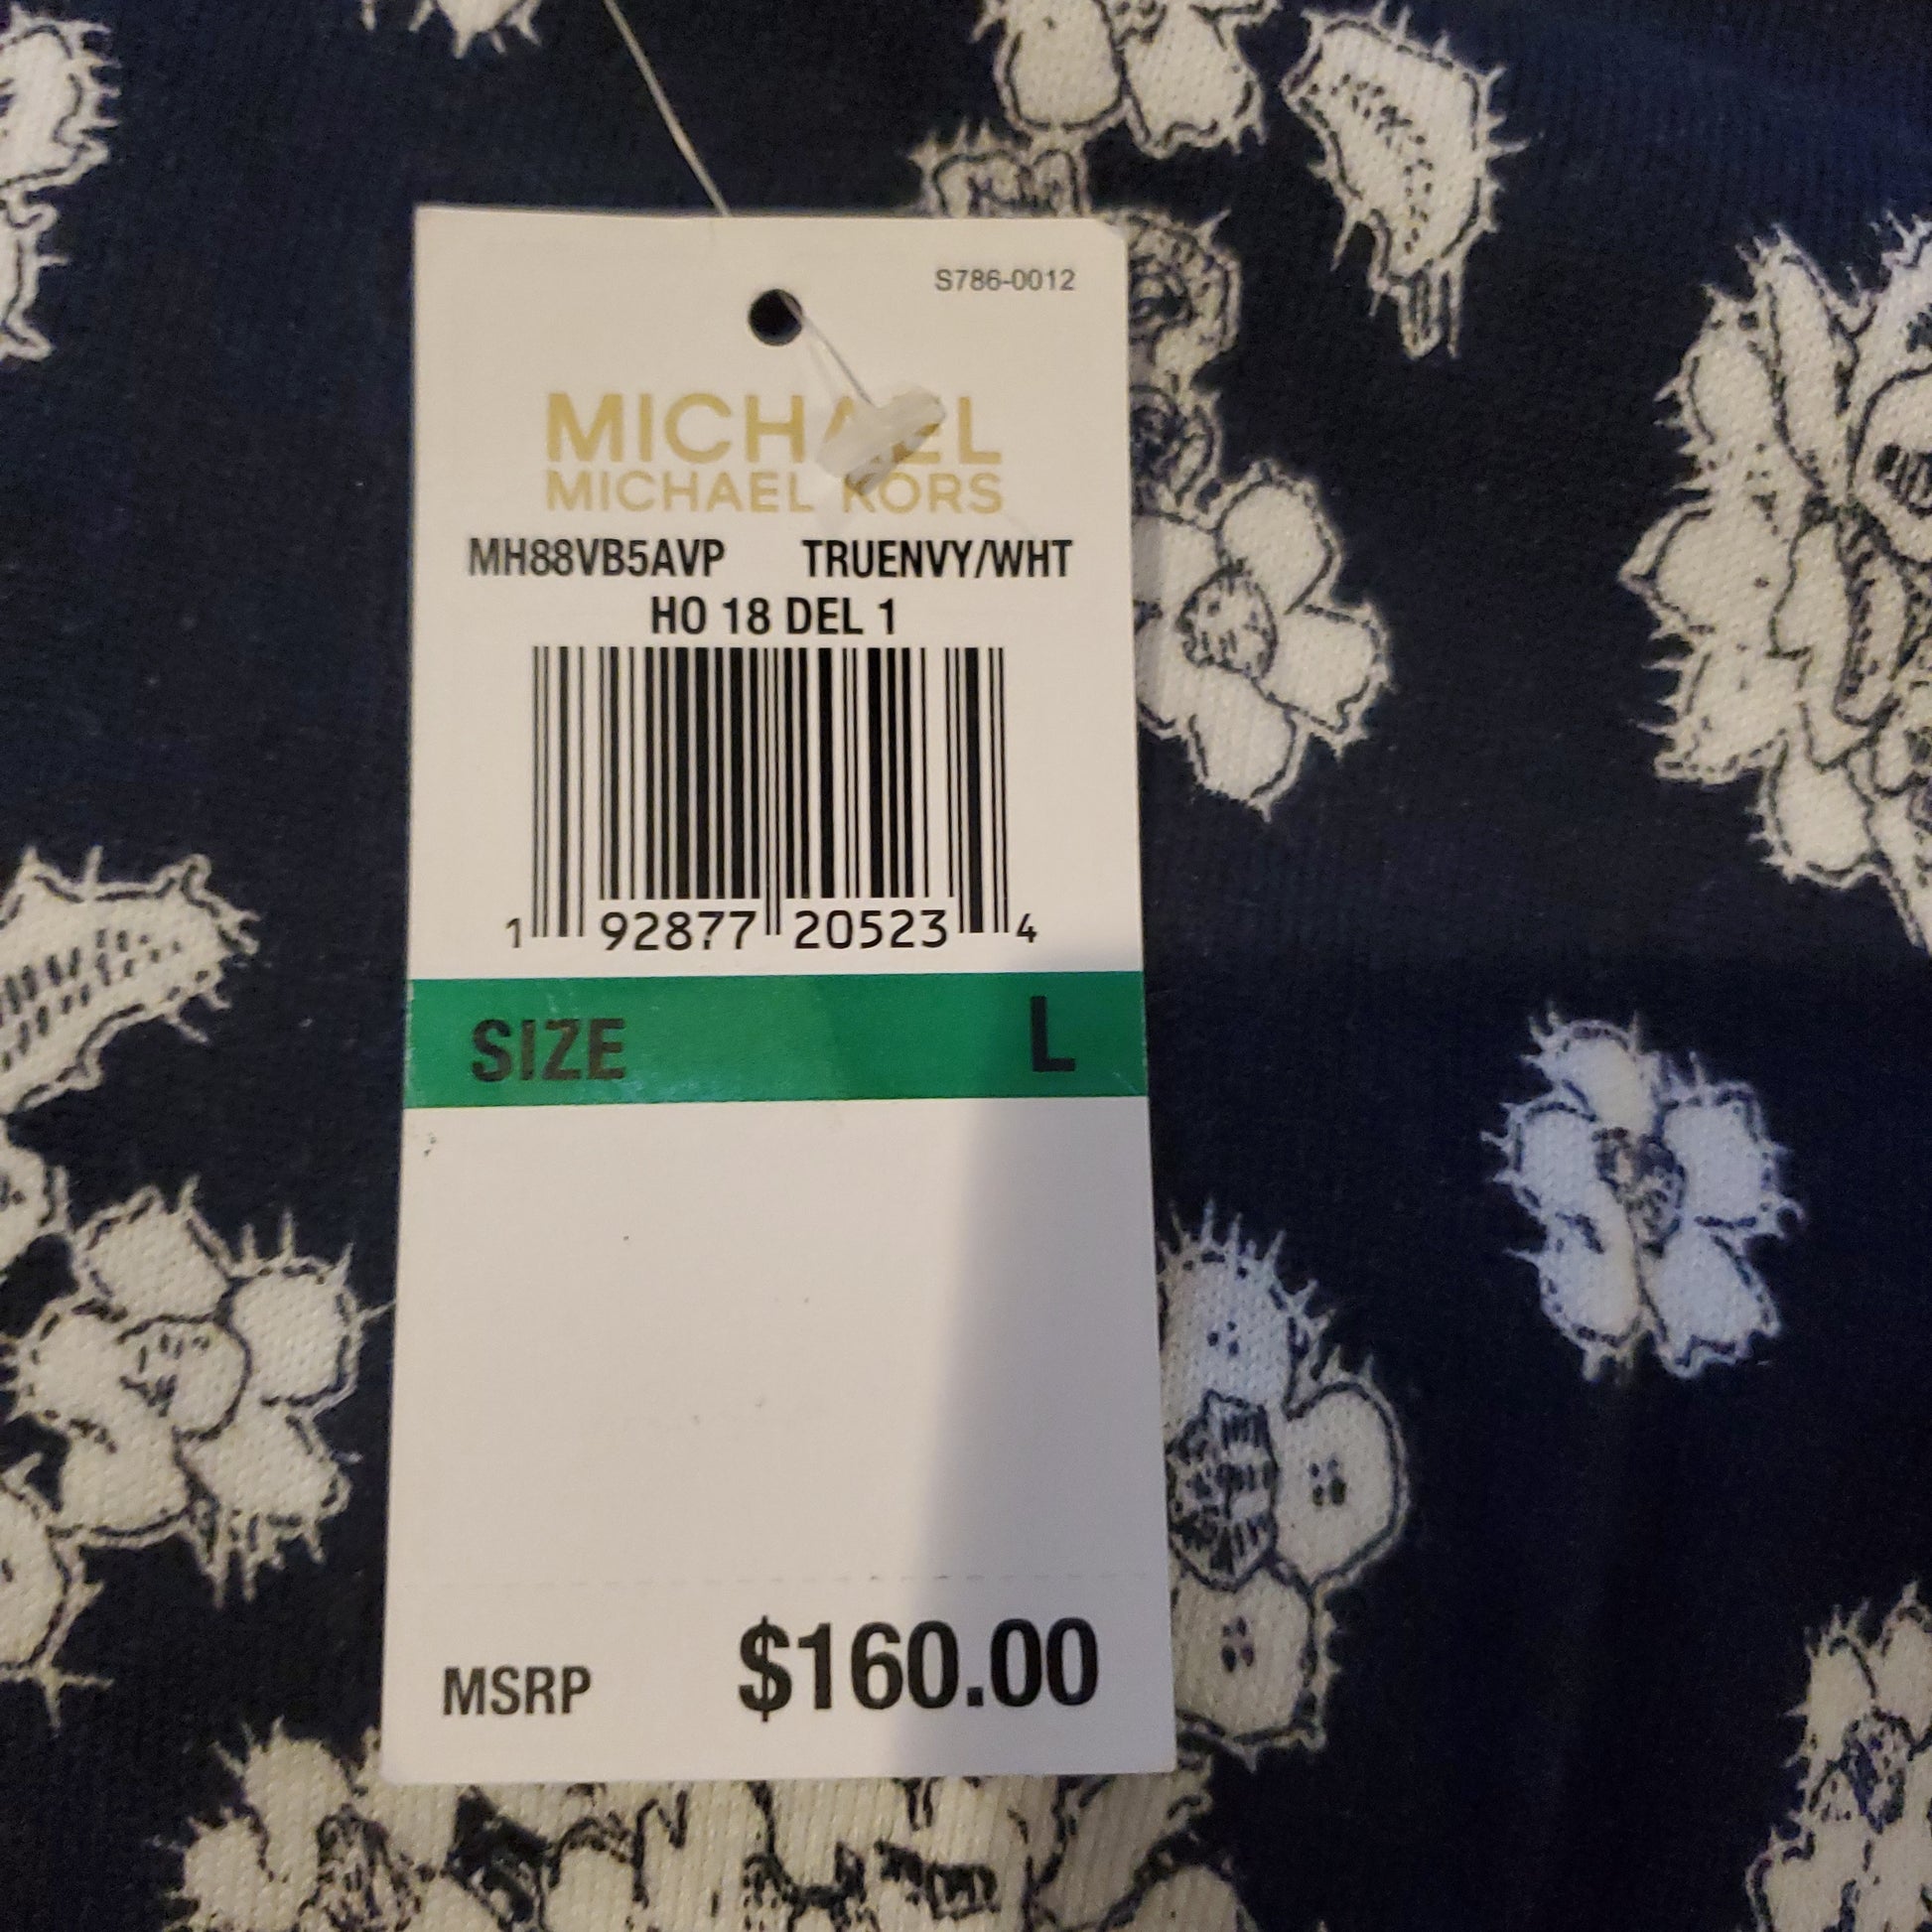 S786-0012
MICHAEL
MICHAEL KORS
MH88VB5AVP TRUENVY/WHT
HO 18 DEL 1
1 92877 20523 4
SIZE L
MSRP $160.00